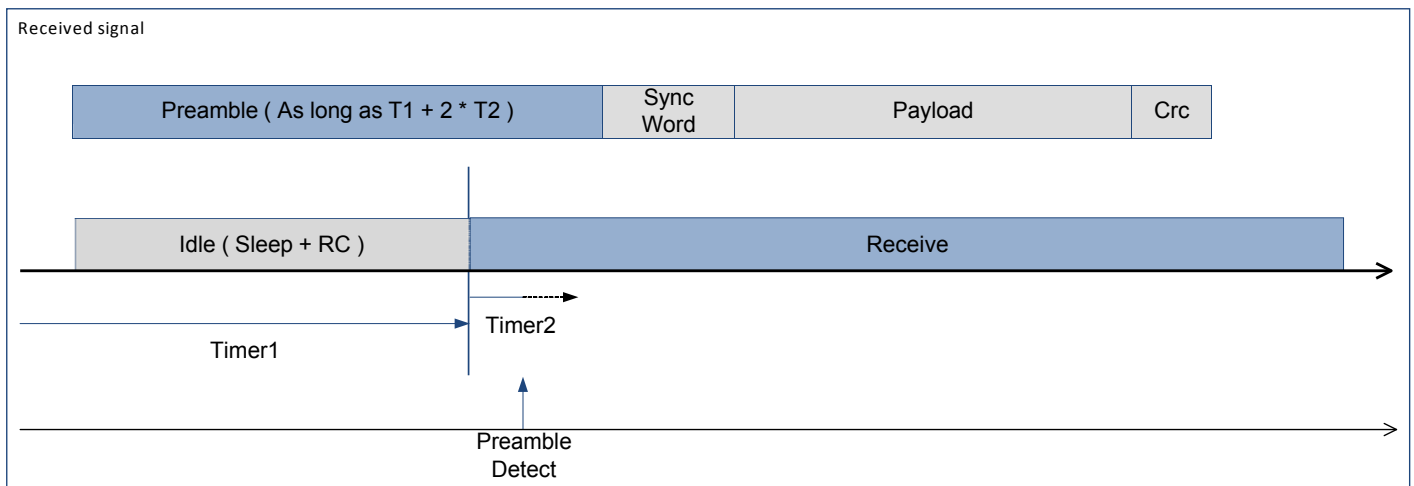 Received signal
Preamble ( As long as T1 + 2 * T2 )
Sync
Word
Payload
Crc
Idle ( Sleep + RC )
Receive
Timer2
Timer1
Preamble
Detect